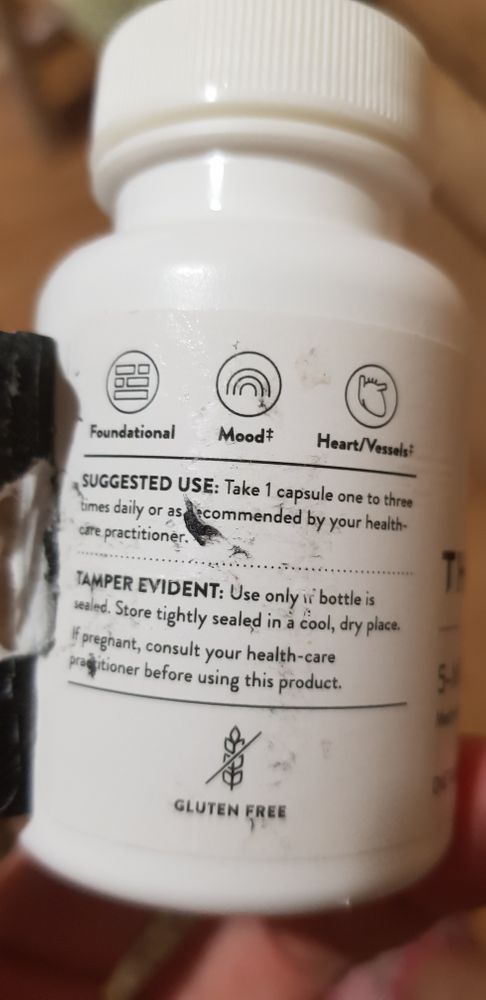 Foundational Mood‡ Heart/Vessels‡
SUGGESTED USE: Take 1 capsule one to three
times daily or as recommended by your health-
care practitioner.
TAMPER EVIDENT: Use only if bottle is
sealed. Store tightly sealed in a cool, dry place.
If pregnant, consult your health-care
practitioner before using this product.
GLUTEN FREE
TH
5-